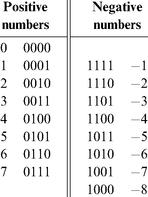 Positive Negative
numbers numbers
0 0000
1 0001 1111 −1
2 0010 1110 −2
3 0011 1101 −3
4 0100 1100 −4
5 0101 1011 −5
6 0110 1010 −6
7 0111 1001 −7
1000 −8